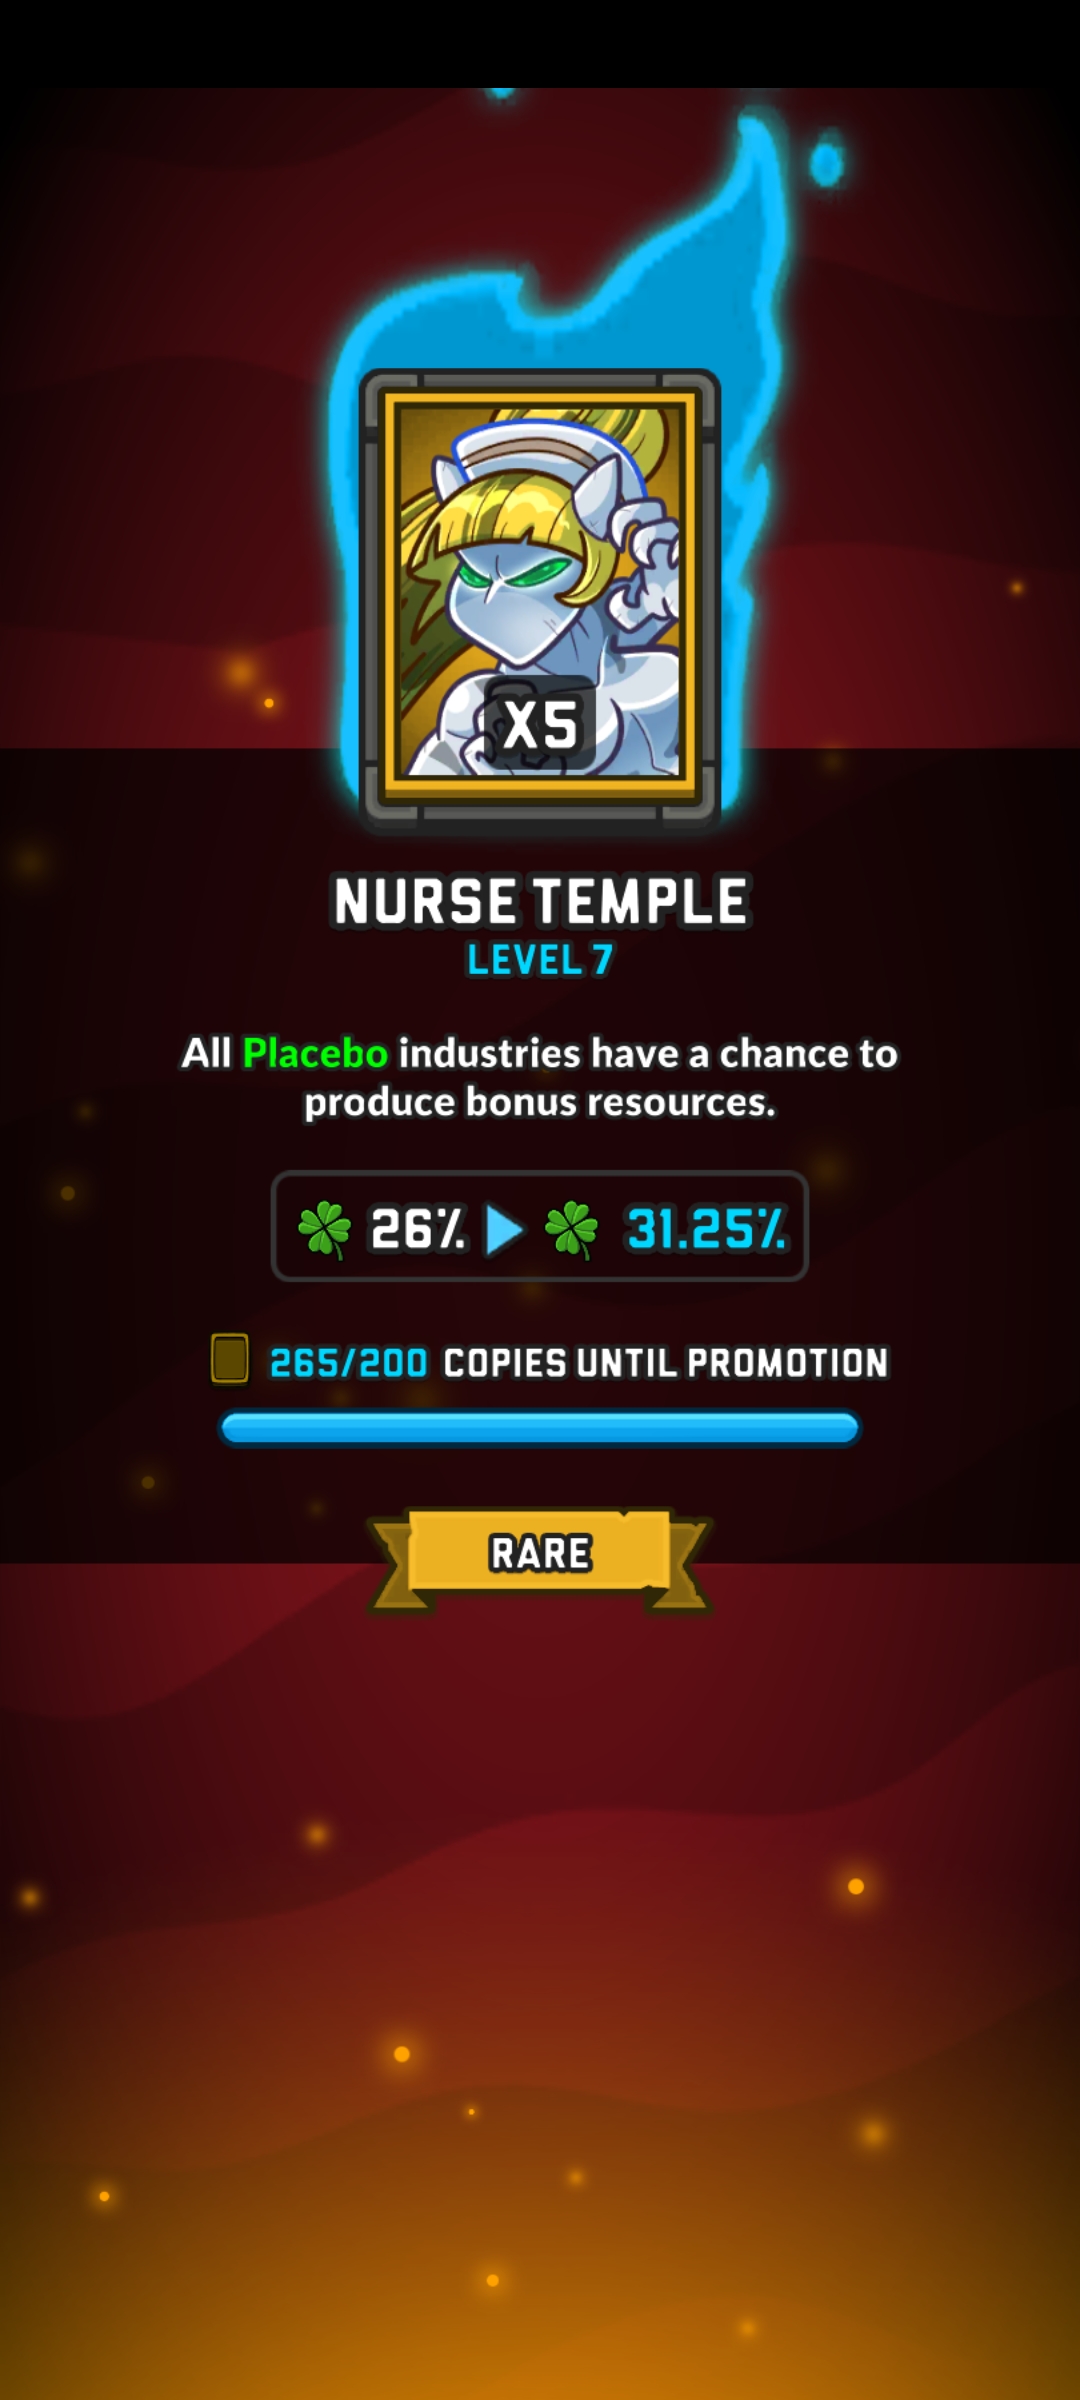 X5
NURSE TEMPLE
LEVEL 7
All Placebo industries have a chance to
produce bonus resources.
26% 31.25%
265/200 COPIES UNTIL PROMOTION
RARE